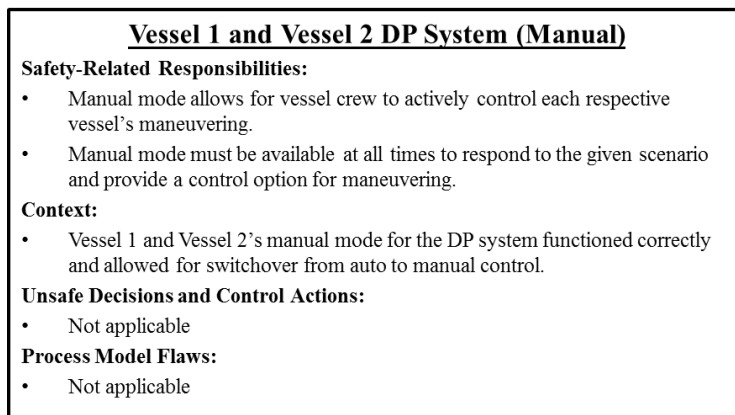 Vessel 1 and Vessel 2 DP System (Manual)
Safety-Related Responsibilities:
• Manual mode allows for vessel crew to actively control each respective
vessel’s maneuvering.
• Manual mode must be available at all times to respond to the given scenario
and provide a control option for maneuvering.
Context:
• Vessel 1 and Vessel 2’s manual mode for the DP system functioned correctly
and allowed for switchover from auto to manual control.
Unsafe Decisions and Control Actions:
• Not applicable
Process Model Flaws:
• Not applicable